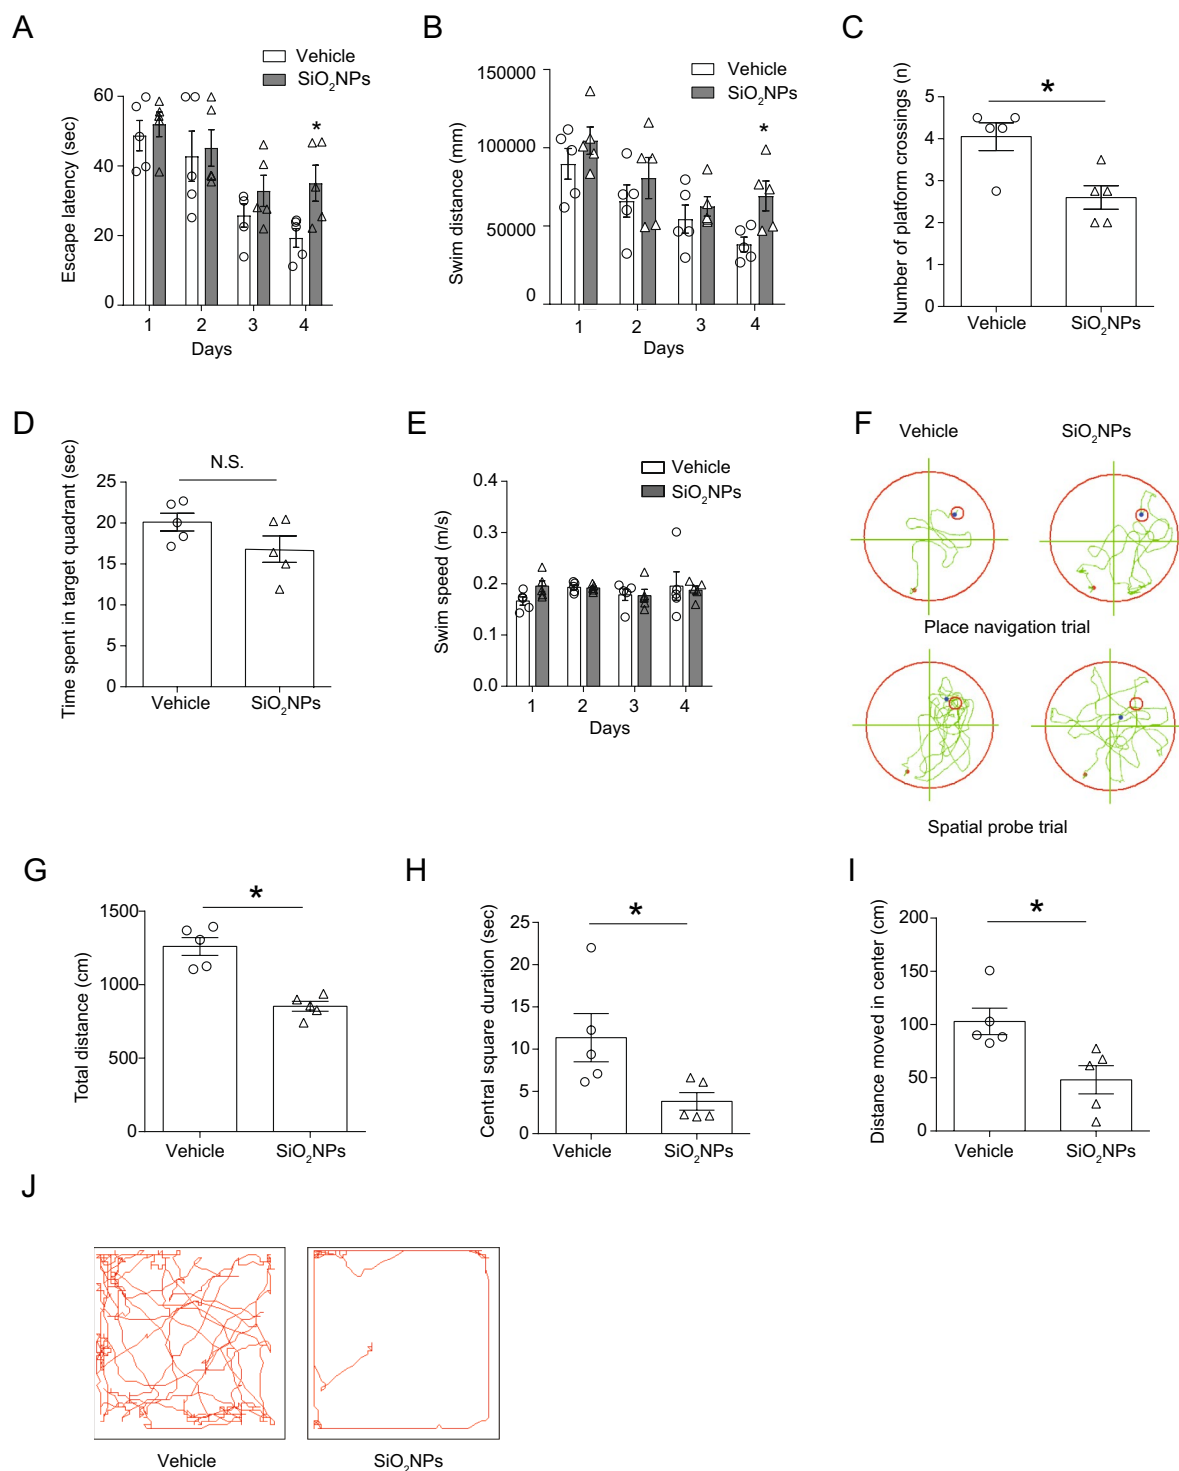 A
Vehicle
SiO2NPs
Escape latency (sec)
60
40
20
0
*
1 2 3 4
Days
B
Vehicle
SiO2NPs
Swim distance (mm)
150000
100000
50000
0
*
1 2 3 4
Days
C
Number of platform crossings (n)
5
4
3
2
1
0
*
Vehicle SiO2NPs
D
Time spent in target quadrant (sec)
25
20
15
10
5
0
N.S.
Vehicle SiO2NPs
E
Vehicle
SiO2NPs
Swim speed (m/s)
0.4
0.3
0.2
0.1
0.0
1 2 3 4
Days
F
Vehicle SiO2NPs
Place navigation trial
Spatial probe trial
G
Total distance (cm)
1500
1000
500
0
*
Vehicle SiO2NPs
H
Central square duration (sec)
25
20
15
10
5
0
*
Vehicle SiO2NPs
I
Distance moved in center (cm)
200
150
100
50
0
*
Vehicle SiO2NPs
J
Vehicle SiO2NPs